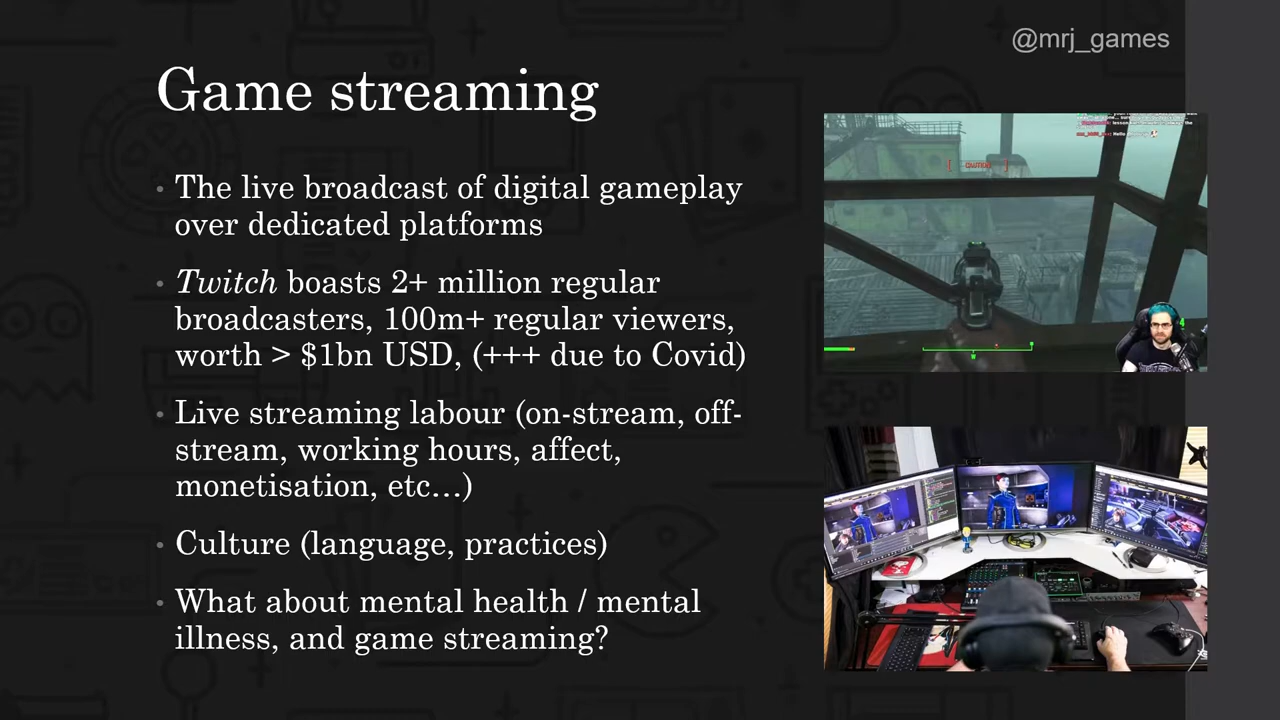 @mrj_games
Game streaming
• The live broadcast of digital gameplay
over dedicated platforms
• Twitch boasts 2+ million regular
broadcasters, 100m+ regular viewers,
worth > $1bn USD, (+++ due to Covid)
• Live streaming labour (on-stream, off-
stream, working hours, affect,
monetisation, etc…)
• Culture (language, practices)
• What about mental health / mental
illness, and game streaming?
[ CAUTION ]